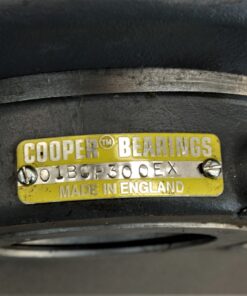 COOPER™ BEARINGS
01BCP300EX
MADE IN ENGLAND